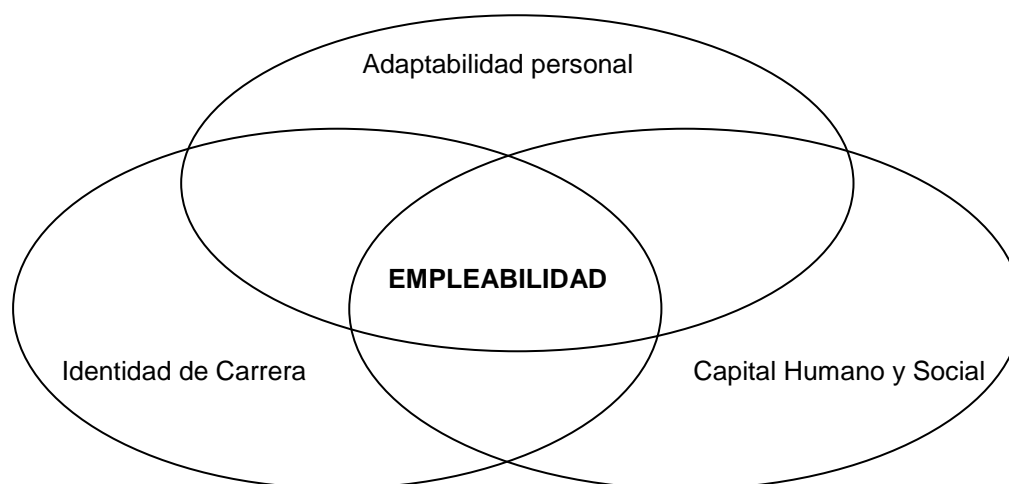 Adaptabilidad personal
EMPLEABILIDAD
Identidad de Carrera
Capital Humano y Social